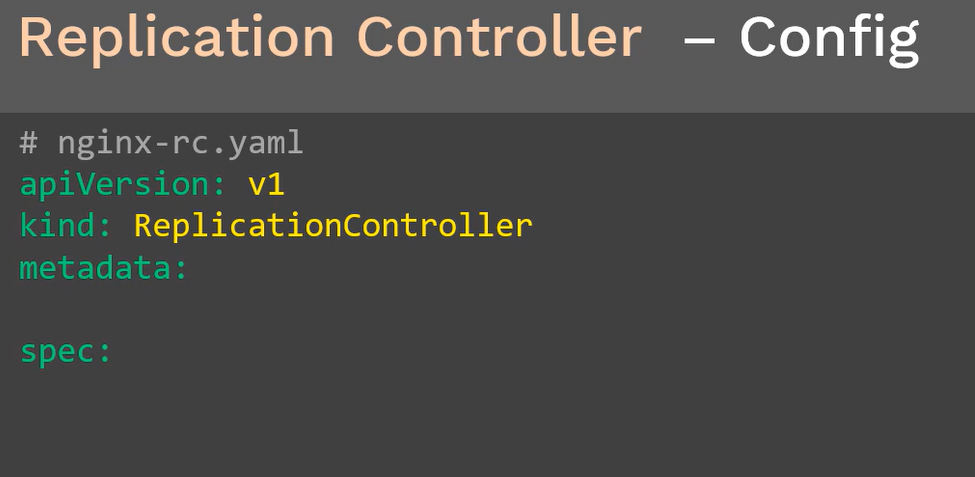 Replication Controller – Config
# nginx-rc.yaml
apiVersion: v1
kind: ReplicationController
metadata:
spec: